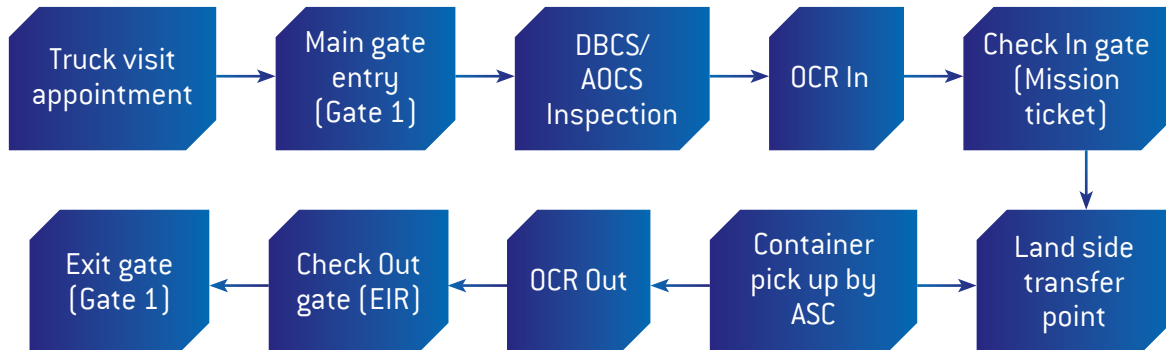 Truck visit
appointment
Main gate
entry
(Gate 1)
DBCS/
AOCS
Inspection
OCR In
Check In gate
(Mission
ticket)
Exit gate
(Gate 1)
Check Out
gate (EIR)
OCR Out
Container
pick up by
ASC
Land side
transfer
point